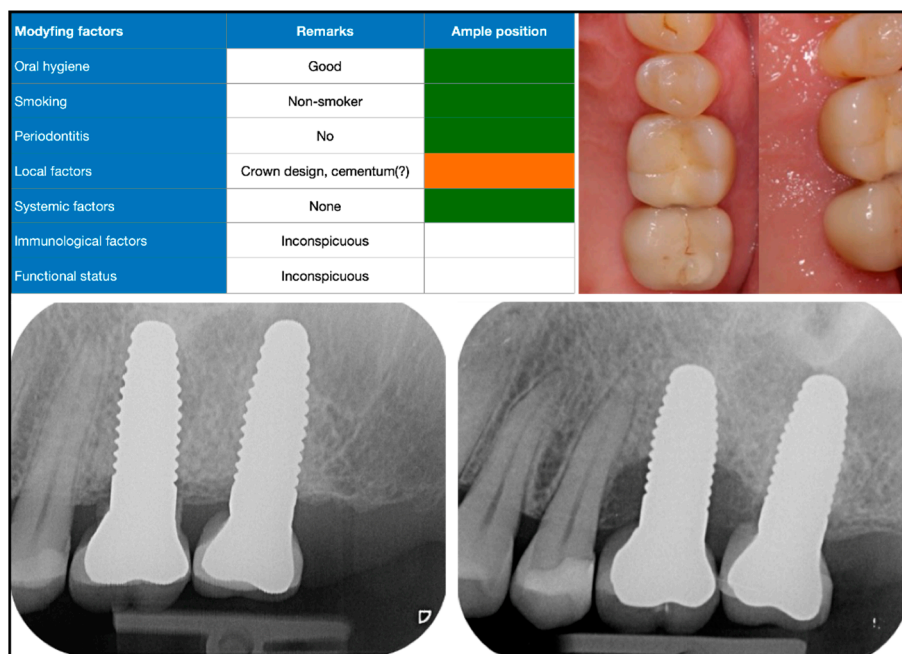 Modyfing factors Remarks Ample position
Oral hygiene Good
Smoking Non-smoker
Periodontitis No
Local factors Crown design, cementum(?)
Systemic factors None
Immunological factors Inconspicuous
Functional status Inconspicuous